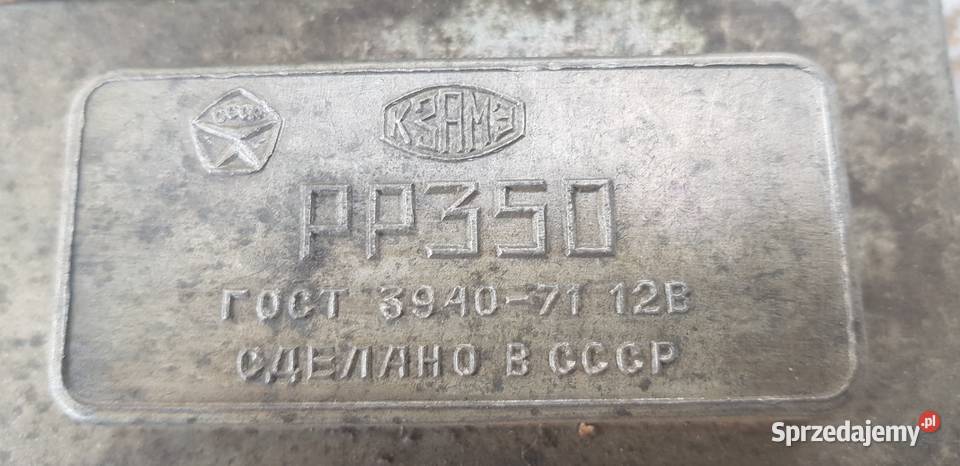 СССР
КЗАМЭ
РР350
ГОСТ 3940-71 12В
СДЕЛАНО В СССР
Sprzedajemy.pl